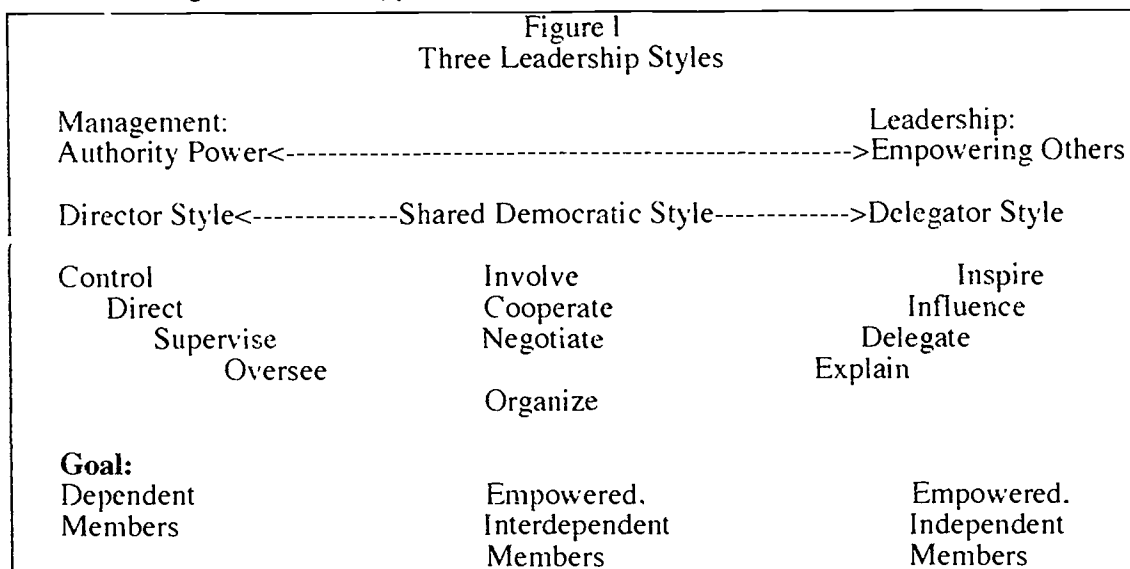 Figure 1
Three Leadership Styles
Management: Leadership:
Authority Power<------------------------------------------------------->Empowering Others
Director Style<-------------Shared Democratic Style------------->Delegator Style
Control Involve Inspire
Direct Cooperate Influence
Supervise Negotiate Delegate
Oversee Explain
Organize
Goal:
Dependent Empowered. Empowered.
Members Interdependent Independent
Members Members